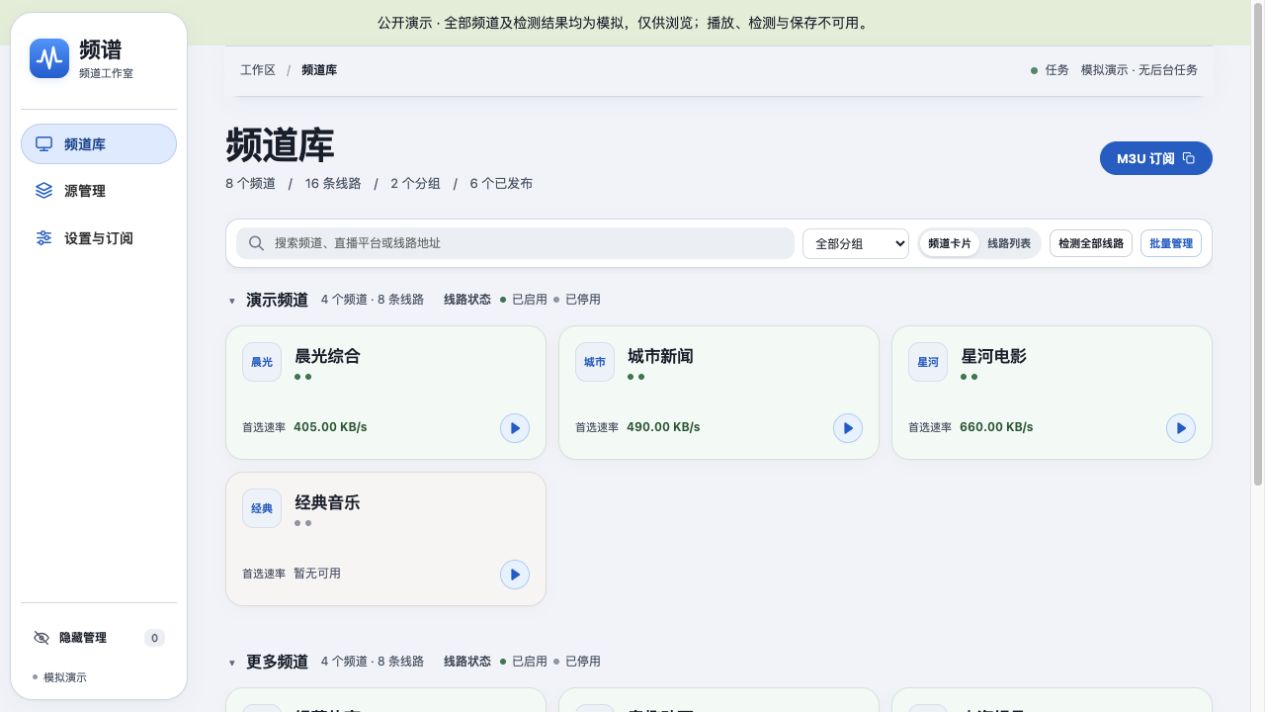 公开演示 · 全部频道及检测结果均为模拟，仅供浏览；播放、检测与保存不可用。
频谱
频道工作室
频道库
源管理
设置与订阅
隐藏管理 0
模拟演示
工作区 / 频道库
任务 模拟演示 · 无后台任务
频道库
8 个频道 / 16 条线路 / 2 个分组 / 6 个已发布
M3U 订阅
搜索频道、直播平台或线路地址
全部分组
频道卡片 线路列表
检测全部线路
批量管理
演示频道 4 个频道 · 8 条线路 线路状态 已启用 已停用
晨光 晨光综合
首选速率 405.00 KB/s
城市 城市新闻
首选速率 490.00 KB/s
星河 星河电影
首选速率 660.00 KB/s
经典 经典音乐
首选速率 暂无可用
更多频道 4 个频道 · 8 条线路 线路状态 已启用 已停用